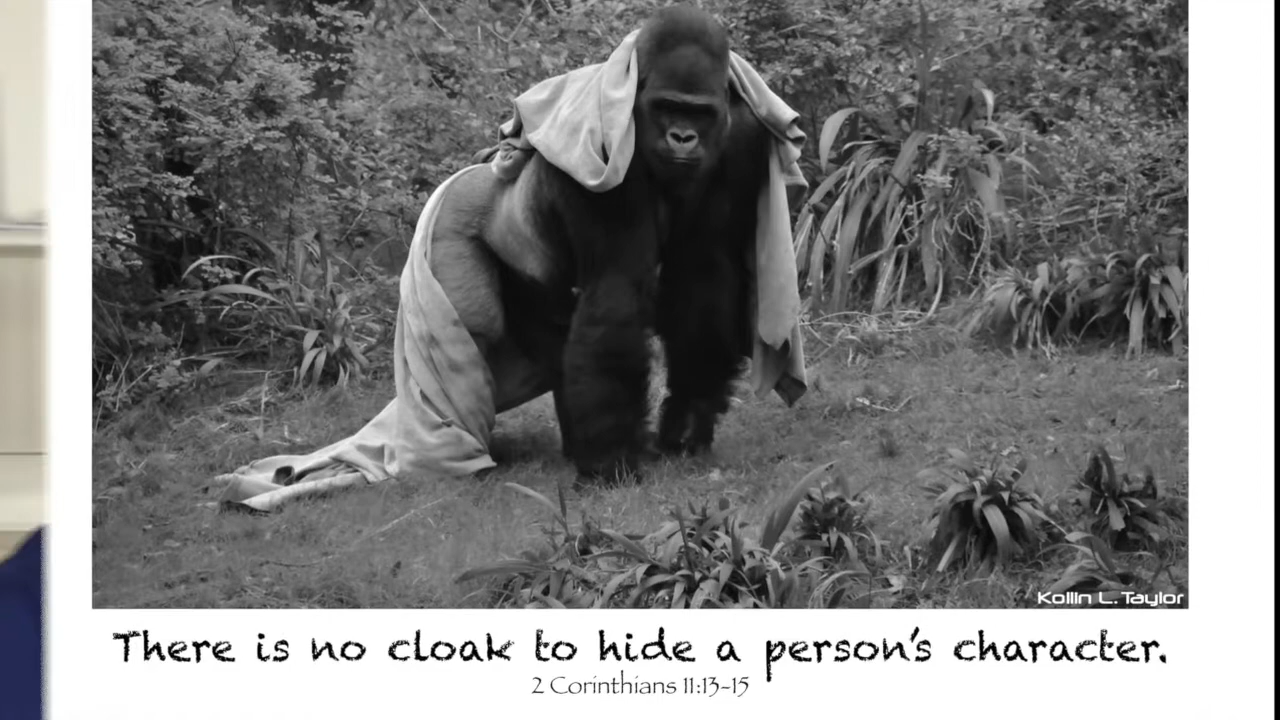 Kollin L. Taylor
There is no cloak to hide a person's character.
2 Corinthians 11:13-15